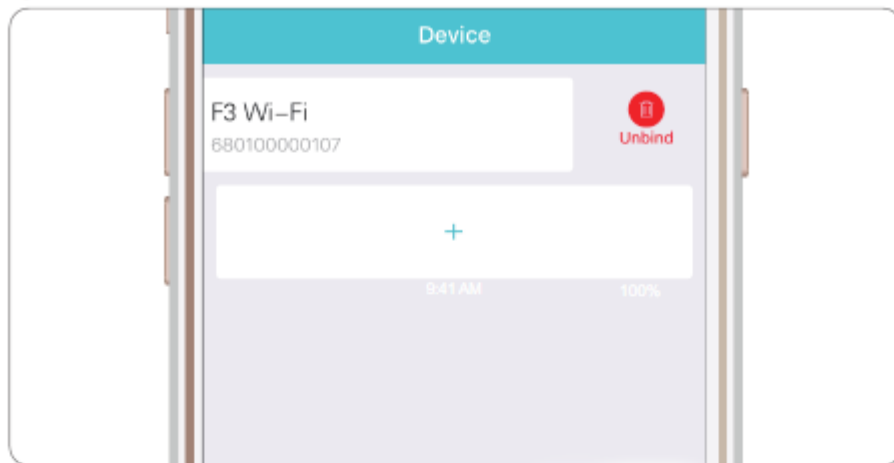 Device
F3 Wi-Fi
680100000107
Unbind
+
9:41 AM
100%